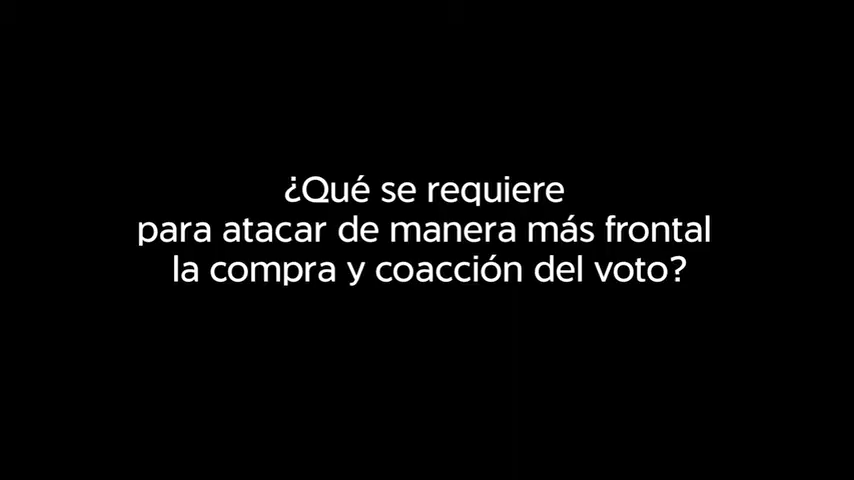 ¿Qué se requiere
para atacar de manera más frontal
la compra y coacción del voto?